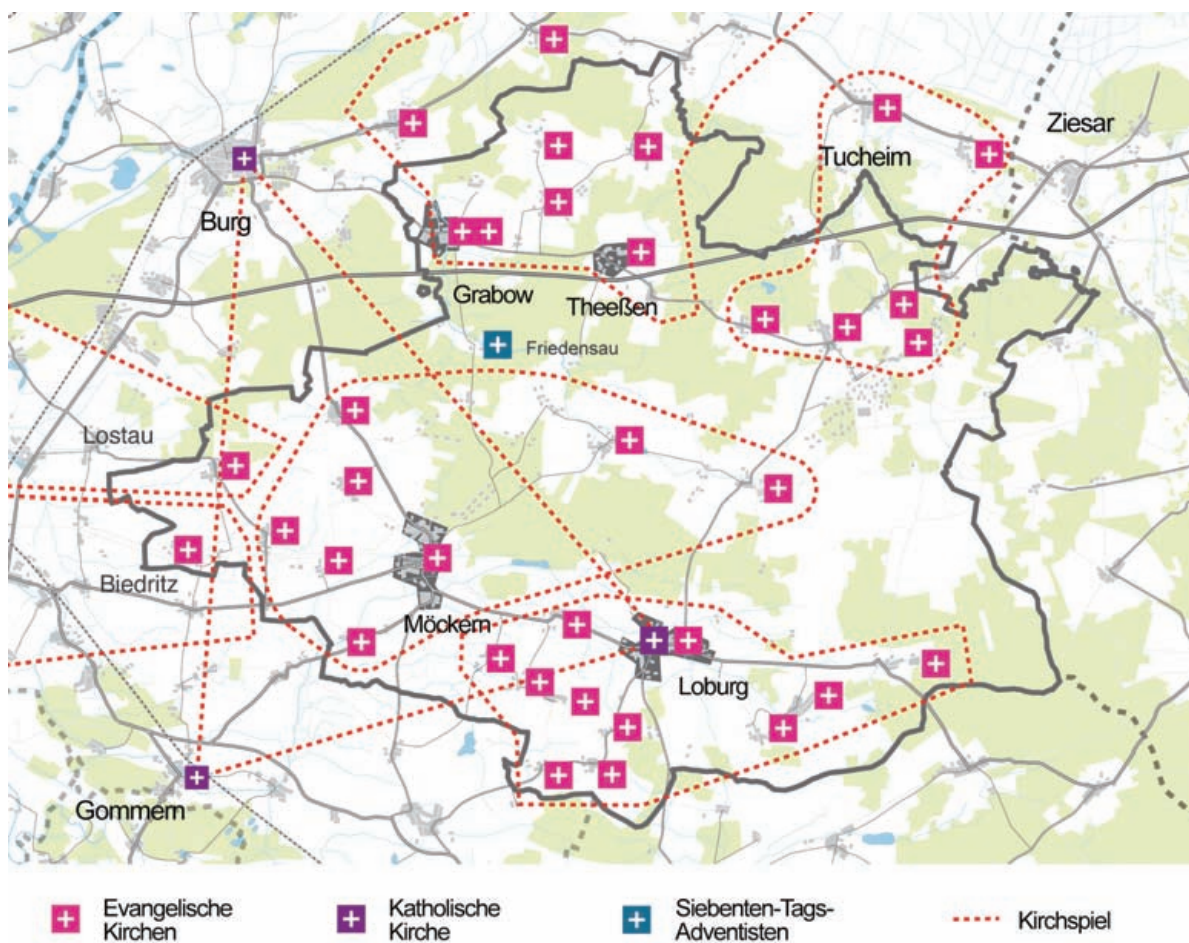 Ziesar
Tucheim
Burg
Grabow
Theeßen
Friedensau
Lostau
Biedritz
Möckern
Loburg
Gommern
Evangelische
Kirchen
Katholische
Kirche
Siebenten-Tags-
Adventisten
Kirchspiel